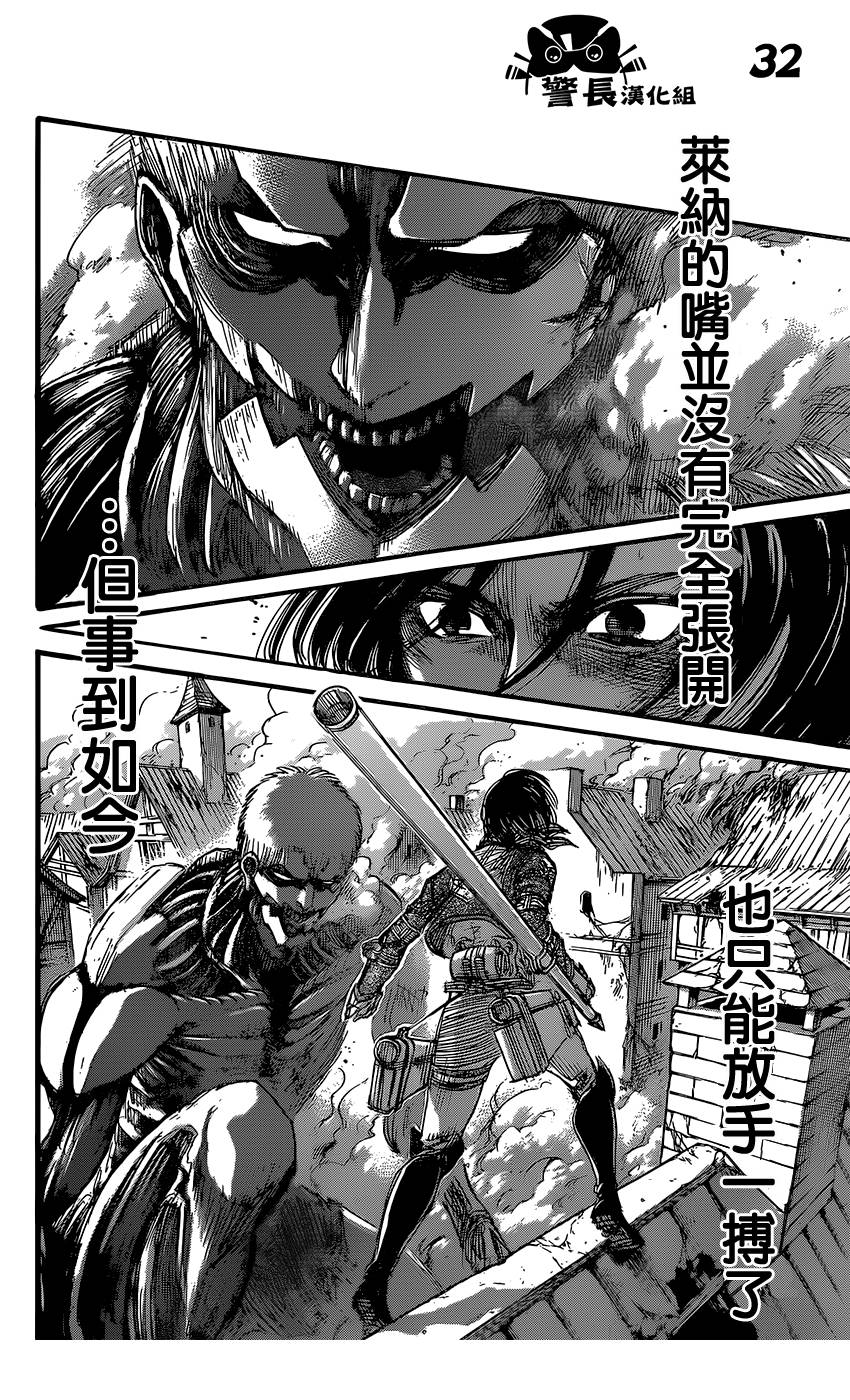 警長漢化組
32
萊納的嘴並沒有完全張開
…但事到如今
也只能放手一搏了